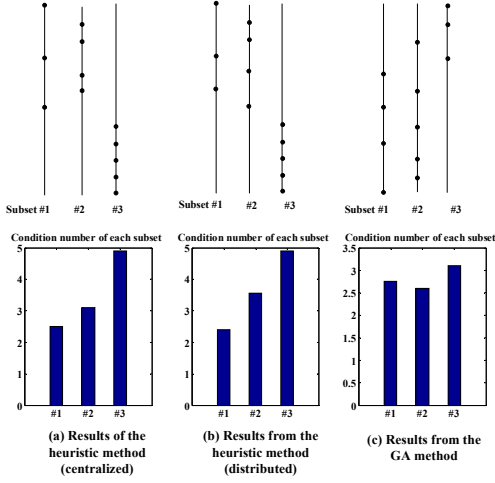 Subset #1 #2 #3
#1 #2 #3
#1 #2 #3
Condition number of each subset
5
4
3
2
1
0
#1 #2 #3
Condition number of each subset
5
4
3
2
1
0
#1 #2 #3
Condition number of each subset
3.5
3
2.5
2
1.5
1
0.5
0
#1 #2 #3
(a) Results of the
heuristic method
(centralized)
(b) Results from the
heuristic method
(distributed)
(c) Results from the
GA method